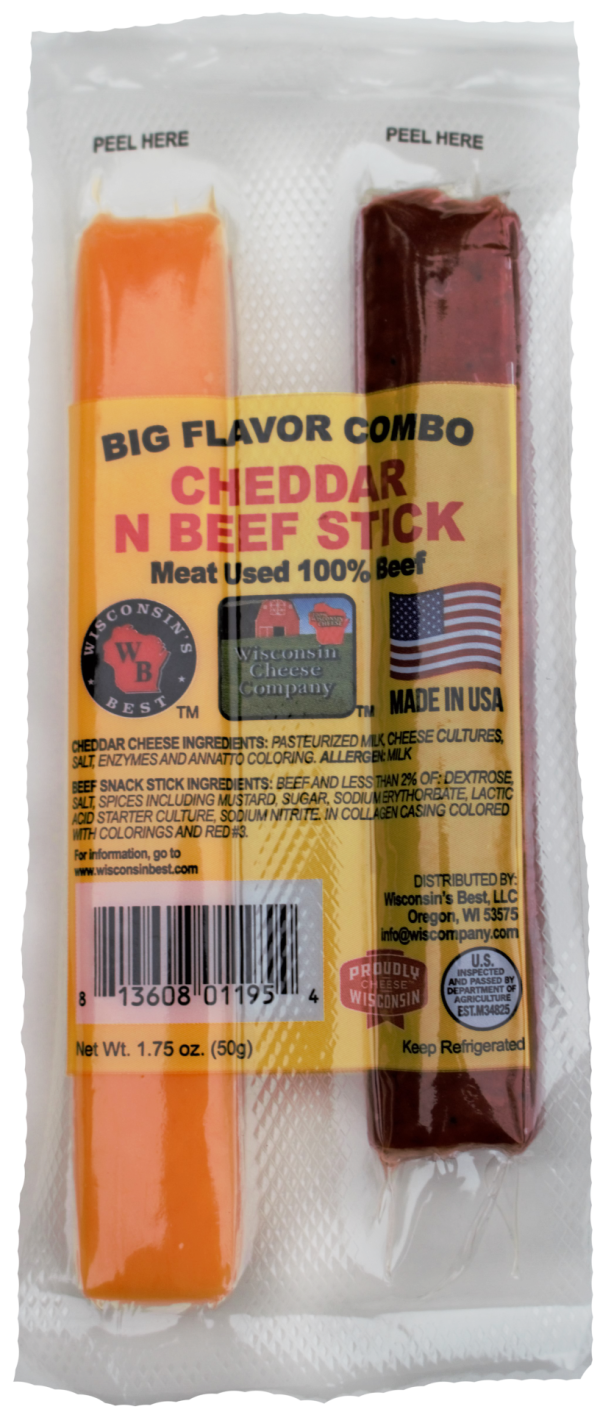 PEEL HERE
PEEL HERE
BIG FLAVOR COMBO
CHEDDAR
N BEEF STICK
Meat Used 100% Beef
WISCONSIN'S
WB
BEST
TM
Wisconsin
Cheese
Company
TM
MADE IN USA
CHEDDAR CHEESE INGREDIENTS: PASTEURIZED MILK, CHEESE CULTURES,
SALT, ENZYMES AND ANNATTO COLORING. ALLERGEN: MILK
BEEF SNACK STICK INGREDIENTS: BEEF AND LESS THAN 2% OF: DEXTROSE,
SALT, SPICES INCLUDING MUSTARD, SUGAR, SODIUM ERYTHORBATE, LACTIC
ACID STARTER CULTURE, SODIUM NITRITE. IN COLLAGEN CASING COLORED
WITH COLORINGS AND RED #3.
For information, go to
www.wisconsinbest.com
8 13608 01195 4
Net Wt. 1.75 oz. (50g)
DISTRIBUTED BY:
Wisconsin's Best, LLC
Oregon, WI 53575
info@wiscompany.com
PROUDLY
CHEESE
WISCONSIN
U.S.
INSPECTED
AND PASSED BY
DEPARTMENT OF
AGRICULTURE
EST.M34825
Keep Refrigerated